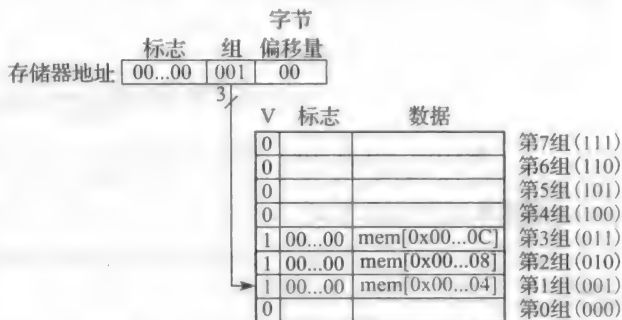 字节
标志 组 偏移量
存储器地址 00...00 001 00
3
V 标志 数据
0 第7组(111)
0 第6组(110)
0 第5组(101)
0 第4组(100)
1 00...00 mem[0x00...0C] 第3组(011)
1 00...00 mem[0x00...08] 第2组(010)
1 00...00 mem[0x00...04] 第1组(001)
0 第0组(000)